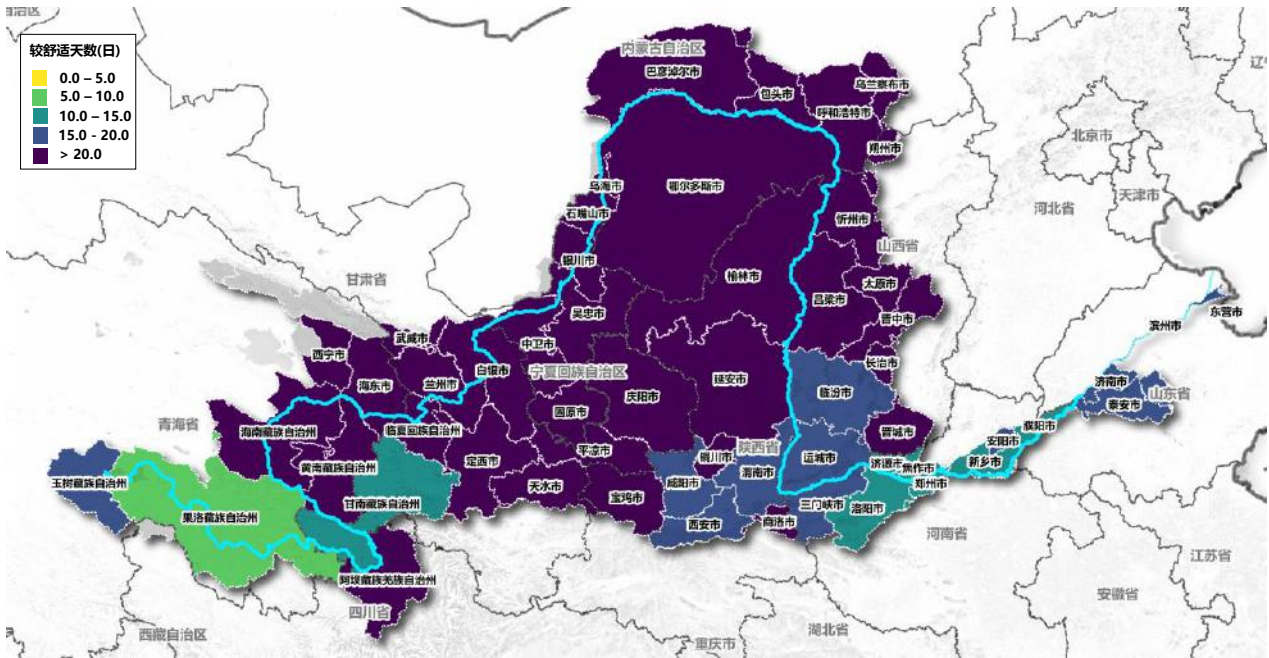 自治区
较舒适天数(日)
0.0 – 5.0
5.0 – 10.0
10.0 – 15.0
15.0 - 20.0
> 20.0
内蒙古自治区
巴彦淖尔市
包头市
乌兰察布市
呼和浩特市
朔州市
北京市
天津市
河北省
辽宁
乌海市
鄂尔多斯市
石嘴山市
忻州市
山西省
银川市
榆林市
太原市
甘肃省
吕梁市
吴忠市
晋中市
滨州市
东营市
武威市
中卫市
西宁市
白银市
宁夏回族自治区
长治市
海东市
兰州市
延安市
临汾市
济南市
山东省
庆阳市
泰安市
固原市
青海省
海南藏族自治州
临夏回族自治州
晋城市
濮阳市
陕西省
安阳市
平凉市
铜川市
运城市
定西市
黄南藏族自治州
渭南市
济源市
焦作市
新乡市
玉树藏族自治州
天水市
咸阳市
郑州市
宝鸡市
甘南藏族自治州
三门峡市
洛阳市
果洛藏族自治州
西安市
商洛市
河南省
江苏省
阿坝藏族羌族自治州
安徽省
四川省
西藏自治区
湖北省
重庆市